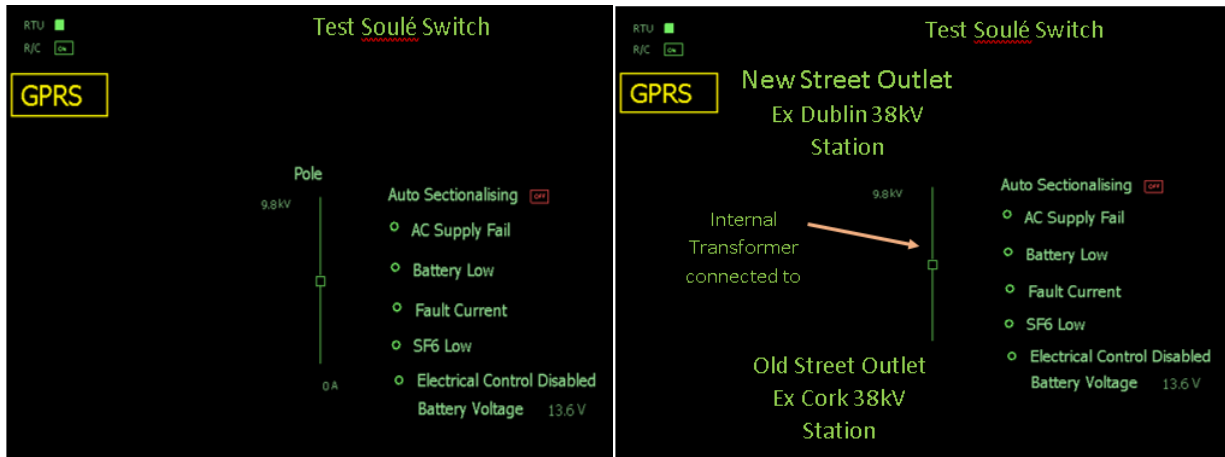 RTU
R/C On
Test Soulé Switch
GPRS
Pole
9.8kV
Auto Sectionalising OFF
AC Supply Fail
Battery Low
Fault Current
SF6 Low
Electrical Control Disabled
0A
Battery Voltage 13.6 V
RTU
R/C On
Test Soulé Switch
GPRS
New Street Outlet
Ex Dublin 38kV
Station
9.8kV
Auto Sectionalising OFF
AC Supply Fail
Internal
Transformer
connected to
Battery Low
Fault Current
SF6 Low
Electrical Control Disabled
Battery Voltage 13.6 V
Old Street Outlet
Ex Cork 38kV
Station